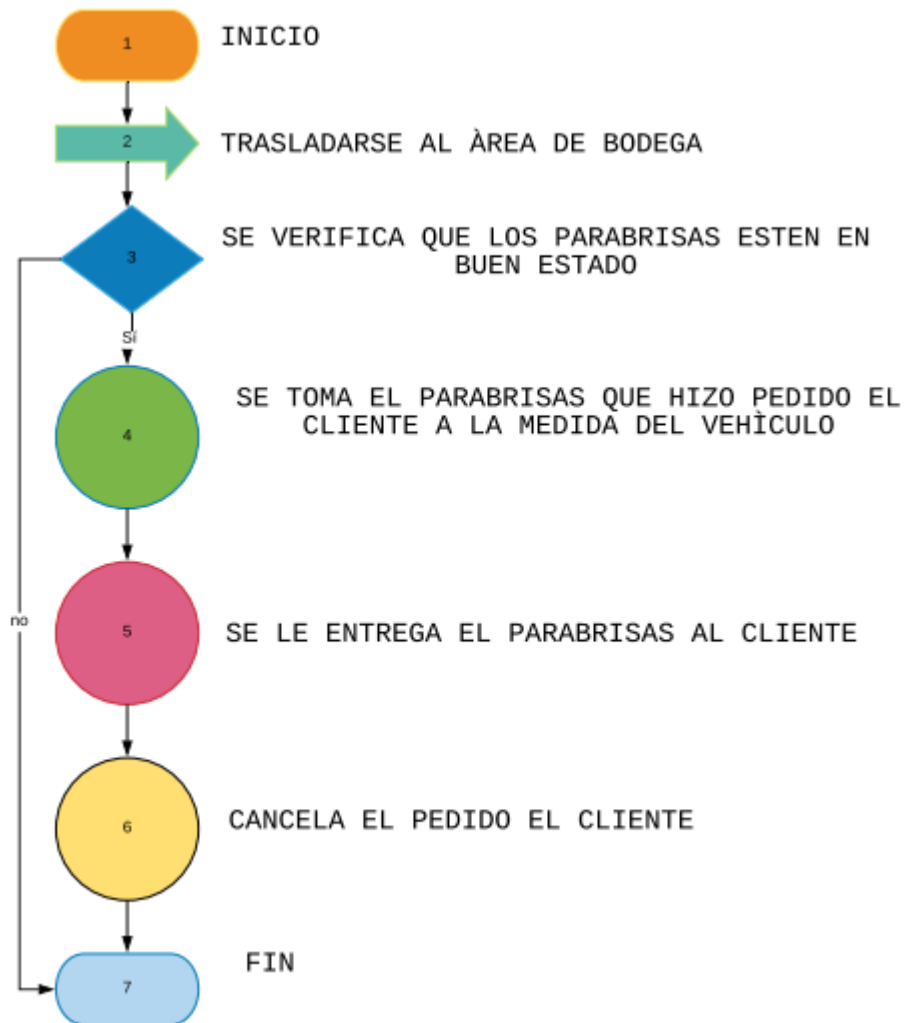 1
INICIO
2
TRASLADARSE AL ÀREA DE BODEGA
3
SE VERIFICA QUE LOS PARABRISAS ESTEN EN
BUEN ESTADO
Sí
4
SE TOMA EL PARABRISAS QUE HIZO PEDIDO EL
CLIENTE A LA MEDIDA DEL VEHÌCULO
no
5
SE LE ENTREGA EL PARABRISAS AL CLIENTE
6
CANCELA EL PEDIDO EL CLIENTE
7
FIN